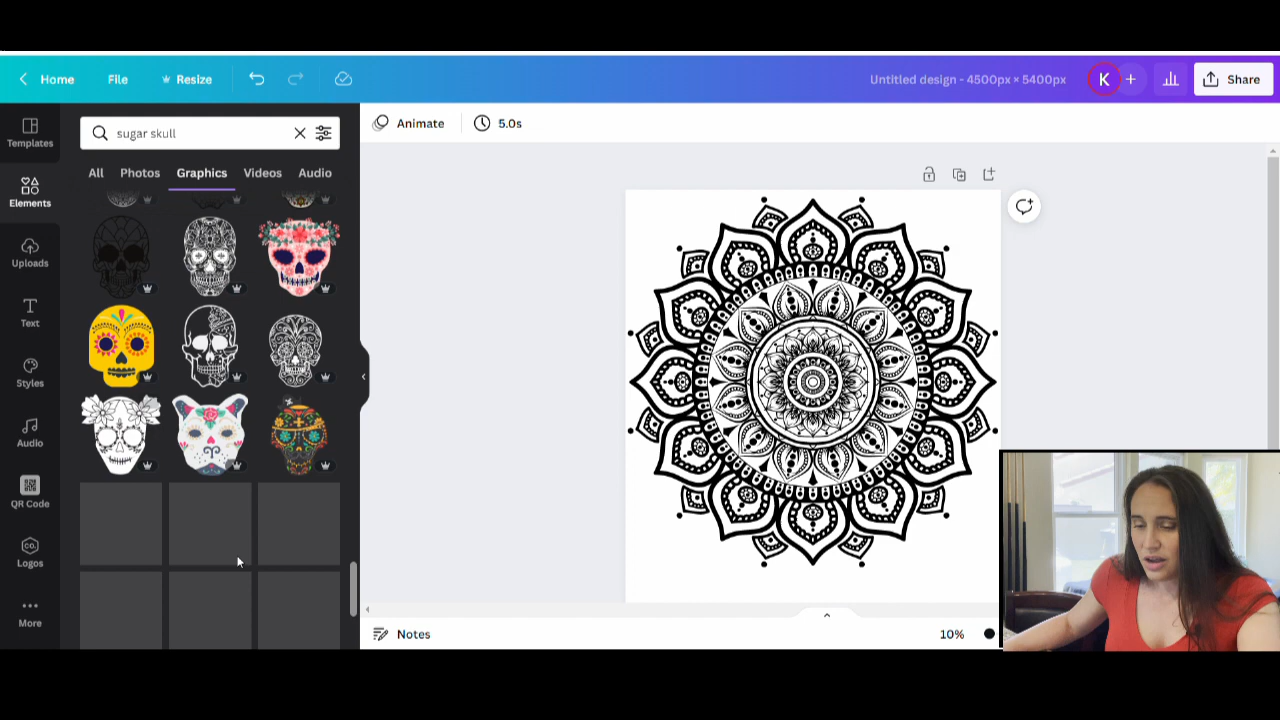 Home File Resize Untitled design - 4500px × 5400px K + Share
Templates
sugar skull
Animate 5.0s
All Photos Graphics Videos Audio
Elements
Uploads
Text
Styles
Audio
QR Code
CO.
Logos
More
Notes 10%